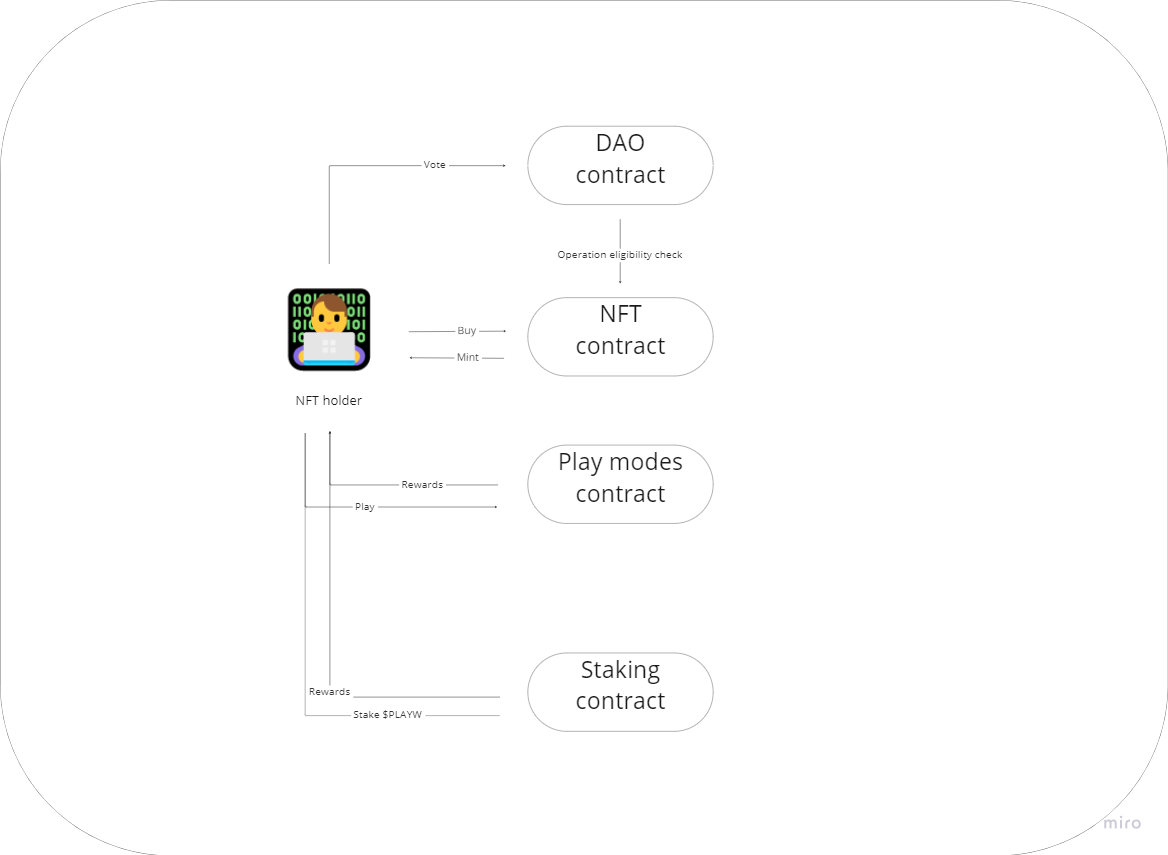 DAO
contract
Vote
Operation eligibility check
NFT
contract
Buy
Mint
NFT holder
Play modes
contract
Rewards
Play
Staking
contract
Rewards
Stake $PLAYW
miro